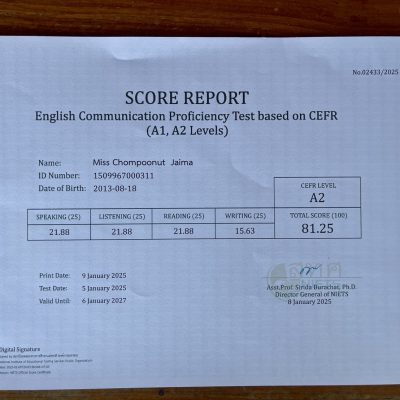 No.02433/2025
SCORE REPORT
English Communication Proficiency Test based on CEFR
(A1, A2 Levels)
Name: Miss Chompoonut Jaima
ID Number: 1509967000311
Date of Birth: 2013-08-18
CEFR LEVEL
A2
SPEAKING (25) LISTENING (25) READING (25) WRITING (25) TOTAL SCORE (100)
21.88 21.88 21.88 15.63 81.25
Print Date: 9 January 2025
Test Date: 5 January 2025
Valid Until: 6 January 2027
Asst.Prof. Sirida Burachat, Ph.D.
Director General of NIETS
8 January 2025
Digital Signature